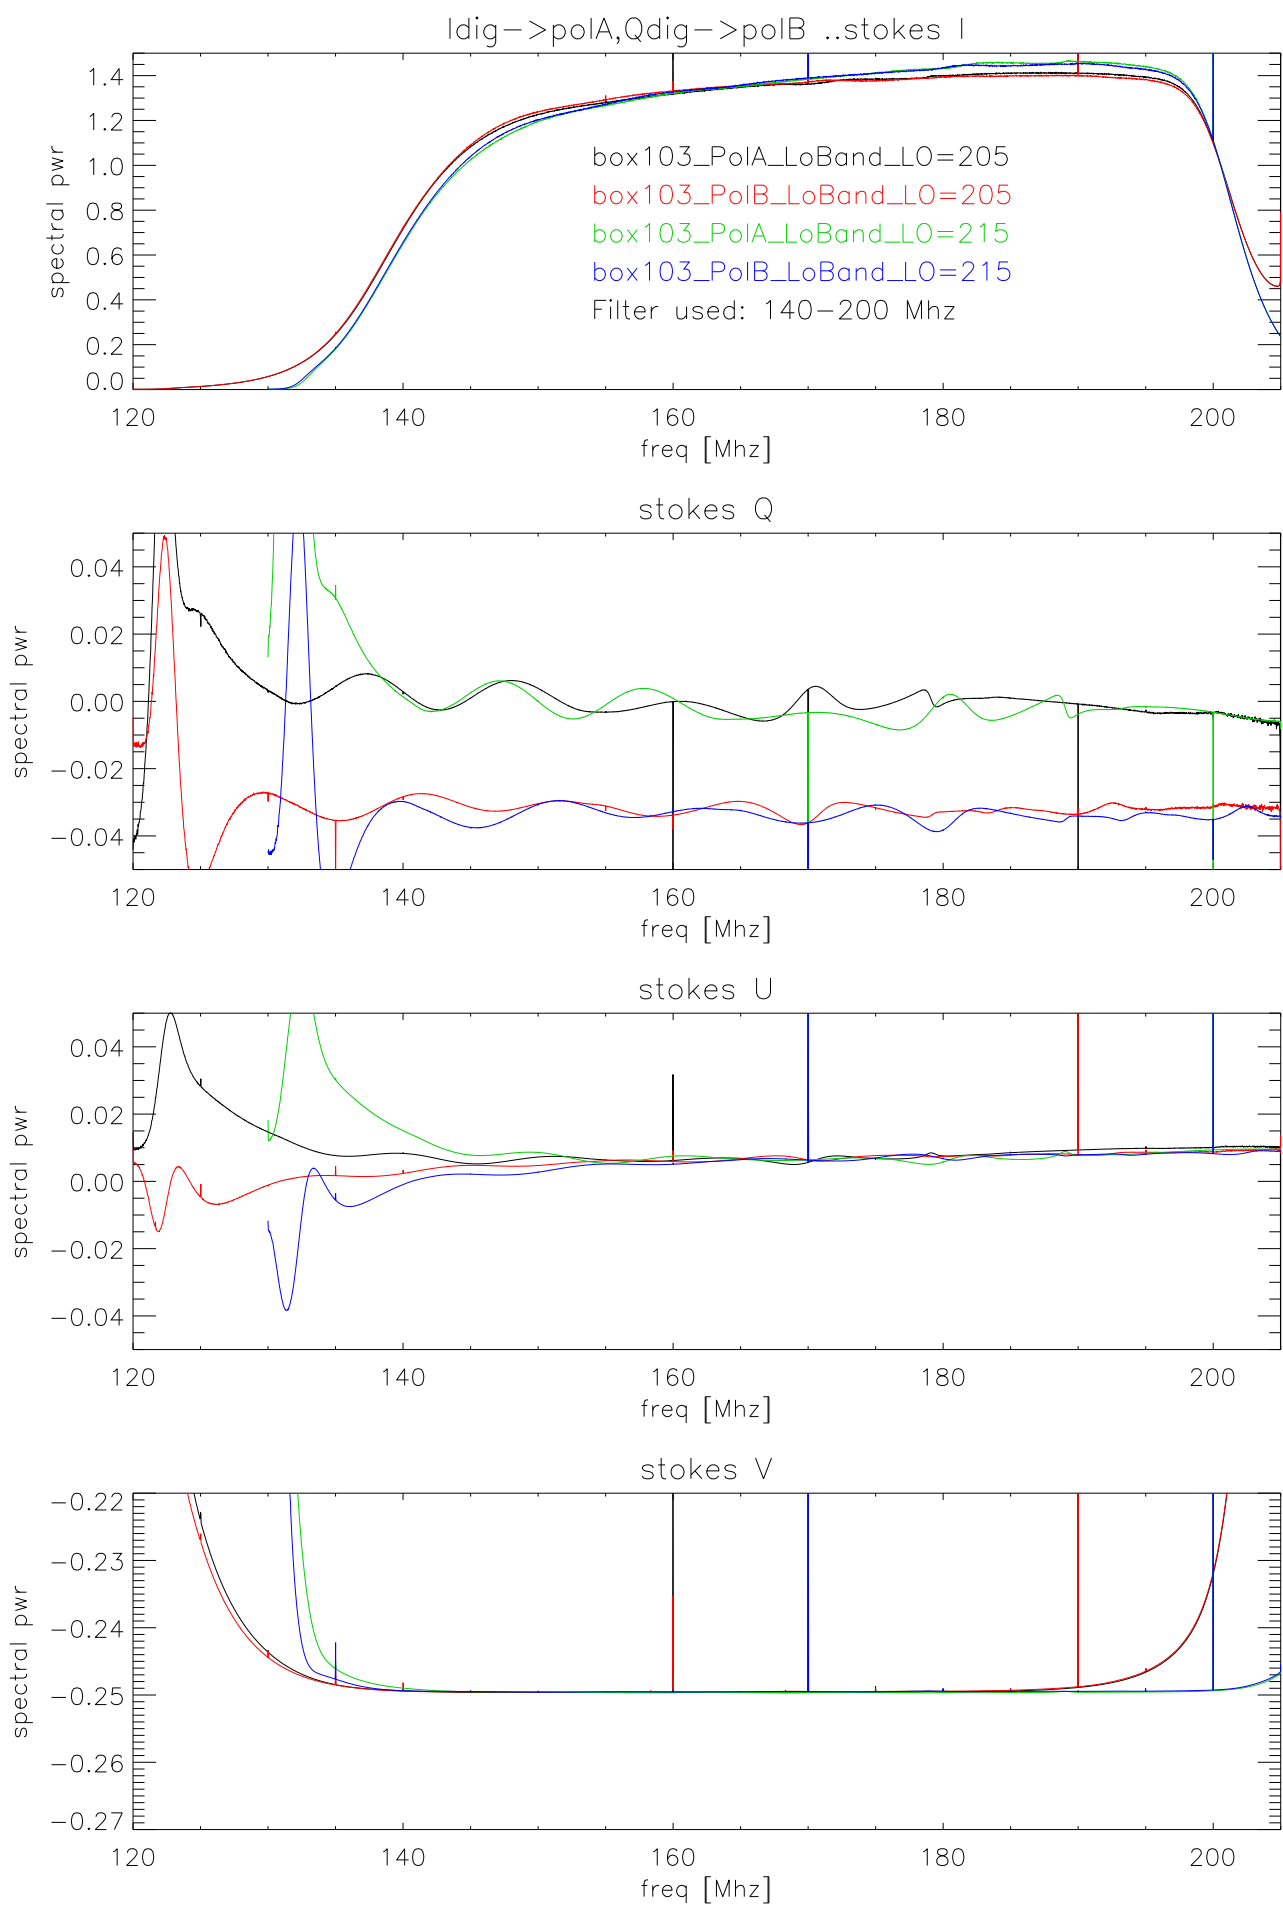 Idig->polA,Qdig->polB ..stokes I
1.4
1.2
1.0
0.8
0.6
0.4
0.2
0.0
spectral pwr
box103_PolA_LoBand_LO=205
box103_PolB_LoBand_LO=205
box103_PolA_LoBand_LO=215
box103_PolB_LoBand_LO=215
Filter used: 140-200 Mhz
120 140 160 180 200
freq [Mhz]
stokes Q
0.04
0.02
0.00
-0.02
-0.04
spectral pwr
120 140 160 180 200
freq [Mhz]
stokes U
0.04
0.02
0.00
-0.02
-0.04
spectral pwr
120 140 160 180 200
freq [Mhz]
stokes V
-0.22
-0.23
-0.24
-0.25
-0.26
-0.27
spectral pwr
120 140 160 180 200
freq [Mhz]